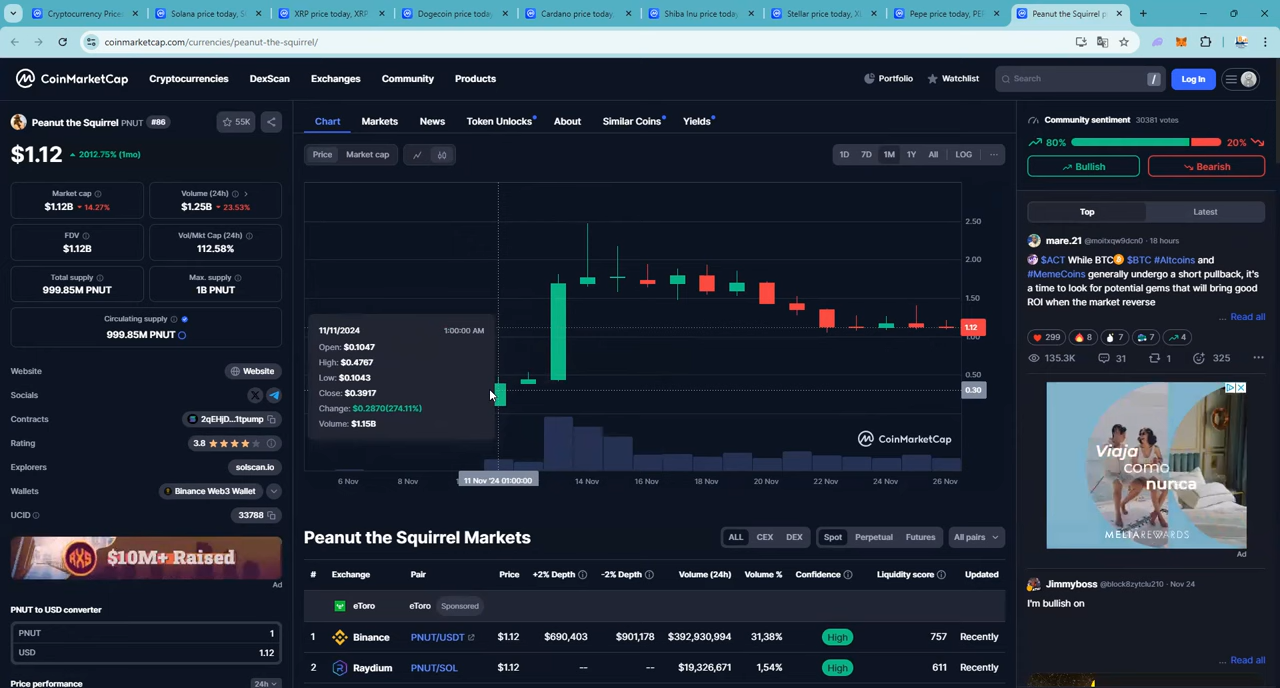 Cryptocurrency Prices
Solana price today, S
XRP price today, XRP
Dogecoin price today
Cardano price today,
Shiba Inu price today
Stellar price today, XL
Pepe price today, PEP
Peanut the Squirrel p
coinmarketcap.com/currencies/peanut-the-squirrel/
CoinMarketCap
Cryptocurrencies
DexScan
Exchanges
Community
Products
Portfolio
Watchlist
Search
/
Log In
Peanut the Squirrel PNUT #86
55K
$1.12 2012.75% (1mo)
Market cap
$1.12B 14.27%
Volume (24h)
$1.25B 23.53%
FDV
$1.12B
Vol/Mkt Cap (24h)
112.58%
Total supply
999.85M PNUT
Max. supply
1B PNUT
Circulating supply
999.85M PNUT
Website Website
Socials
Contracts 2qEHjD...1tpump
Rating 3.8
Explorers solscan.io
Wallets Binance Web3 Wallet
UCID 33788
$10M+ Raised
Ad
PNUT to USD converter
PNUT 1
USD 1.12
Price performance 24h
Chart Markets News Token Unlocks About Similar Coins Yields
Price Market cap
1D 7D 1M 1Y All LOG ...
2.50
2.00
1.50
1.12
1.00
0.50
0.30
11/11/2024 1:00:00 AM
Open: $0.1047
High: $0.4767
Low: $0.1043
Close: $0.3917
Change: $0.2870(274.11%)
Volume: $1.15B
CoinMarketCap
6 Nov 8 Nov 11 Nov '24 01:00:00 14 Nov 16 Nov 18 Nov 20 Nov 22 Nov 24 Nov 26 Nov
Peanut the Squirrel Markets
ALL CEX DEX Spot Perpetual Futures All pairs
# Exchange Pair Price +2% Depth -2% Depth Volume (24h) Volume % Confidence Liquidity score Updated
eToro eToro Sponsored
1 Binance PNUT/USDT $1.12 $690,403 $901,178 $392,930,994 31,38% High 757 Recently
2 Raydium PNUT/SOL $1.12 -- -- $19,326,671 1,54% High 611 Recently
Community sentiment 30381 votes
80% 20%
Bullish
Bearish
Top Latest
mare.21 @moitxqw9dcn0 · 18 hours
$ACT While BTC $BTC #Altcoins and
#MemeCoins generally undergo a short pullback, it's
a time to look for potential gems that will bring good
ROI when the market reverse
... Read all
299 8 7 7 4
135.3K 31 1 325
Viaja
como
nunca
MELIÁREWARDS
Ad
Jimmyboss @block8zytclu210 · Nov 24
I'm bullish on
... Read all